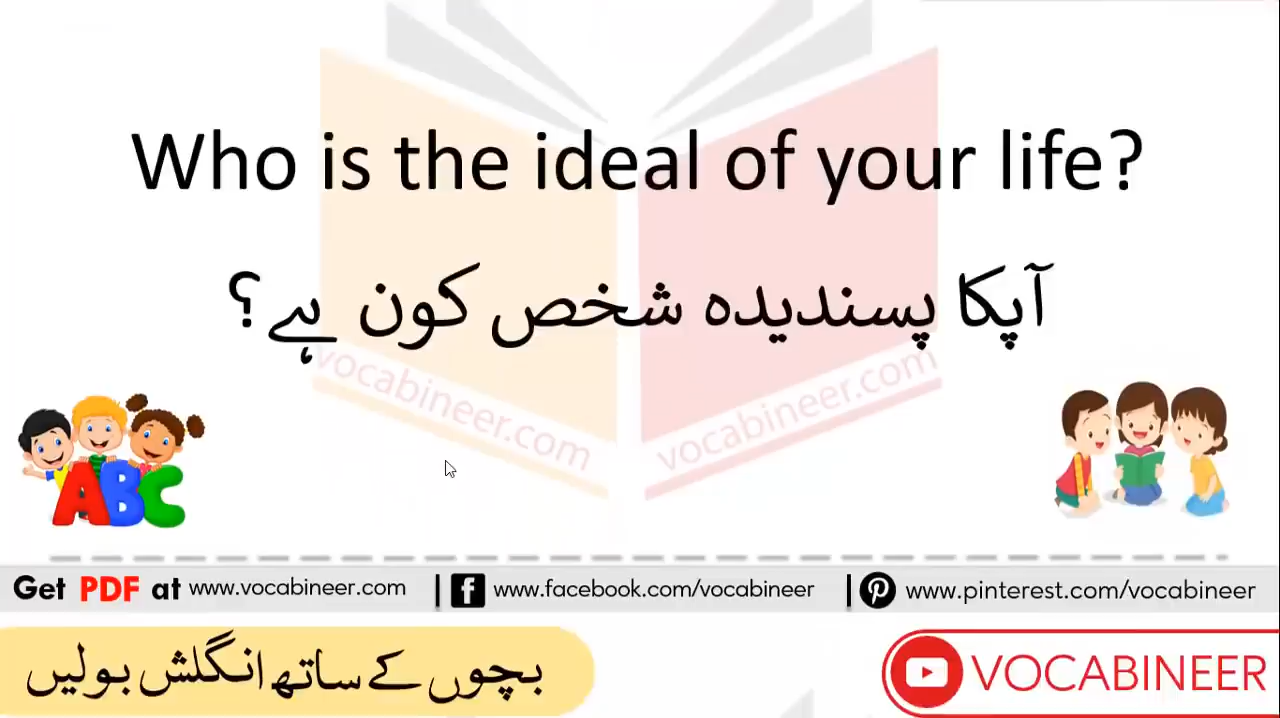 Who is the ideal of your life?
آپکا پسندیدہ شخص کون ہے؟
vocabineer.com vocabineer.com
ABC
Get PDF at www.vocabineer.com | www.facebook.com/vocabineer | www.pinterest.com/vocabineer
بچوں کے ساتھ انگلش بولیں
VOCABINEER